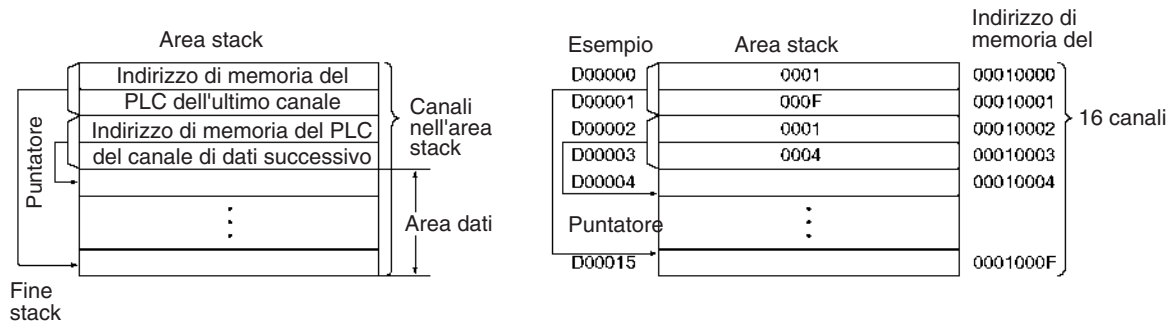 Area stack
Indirizzo di memoria del
PLC dell'ultimo canale
Indirizzo di memoria del PLC
del canale di dati successivo
Puntatore
Canali
nell'area
stack
Area dati
Fine
stack
Esempio
Area stack
Indirizzo di
memoria del
D00000 0001 00010000
D00001 000F 00010001
D00002 0001 00010002
D00003 0004 00010003
D00004 00010004
Puntatore
D00015 0001000F
16 canali